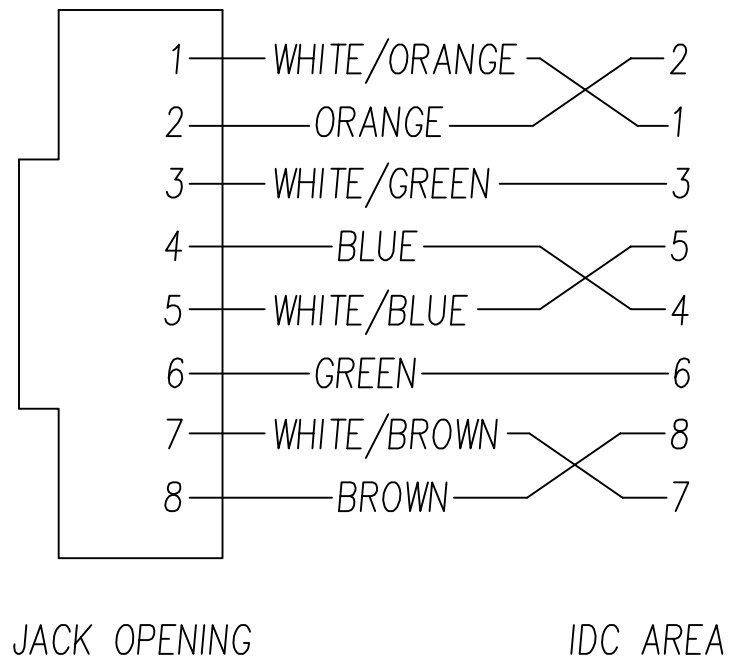 1 WHITE/ORANGE 2
2 ORANGE 1
3 WHITE/GREEN 3
4 BLUE 5
5 WHITE/BLUE 4
6 GREEN 6
7 WHITE/BROWN 8
8 BROWN 7
JACK OPENING IDC AREA